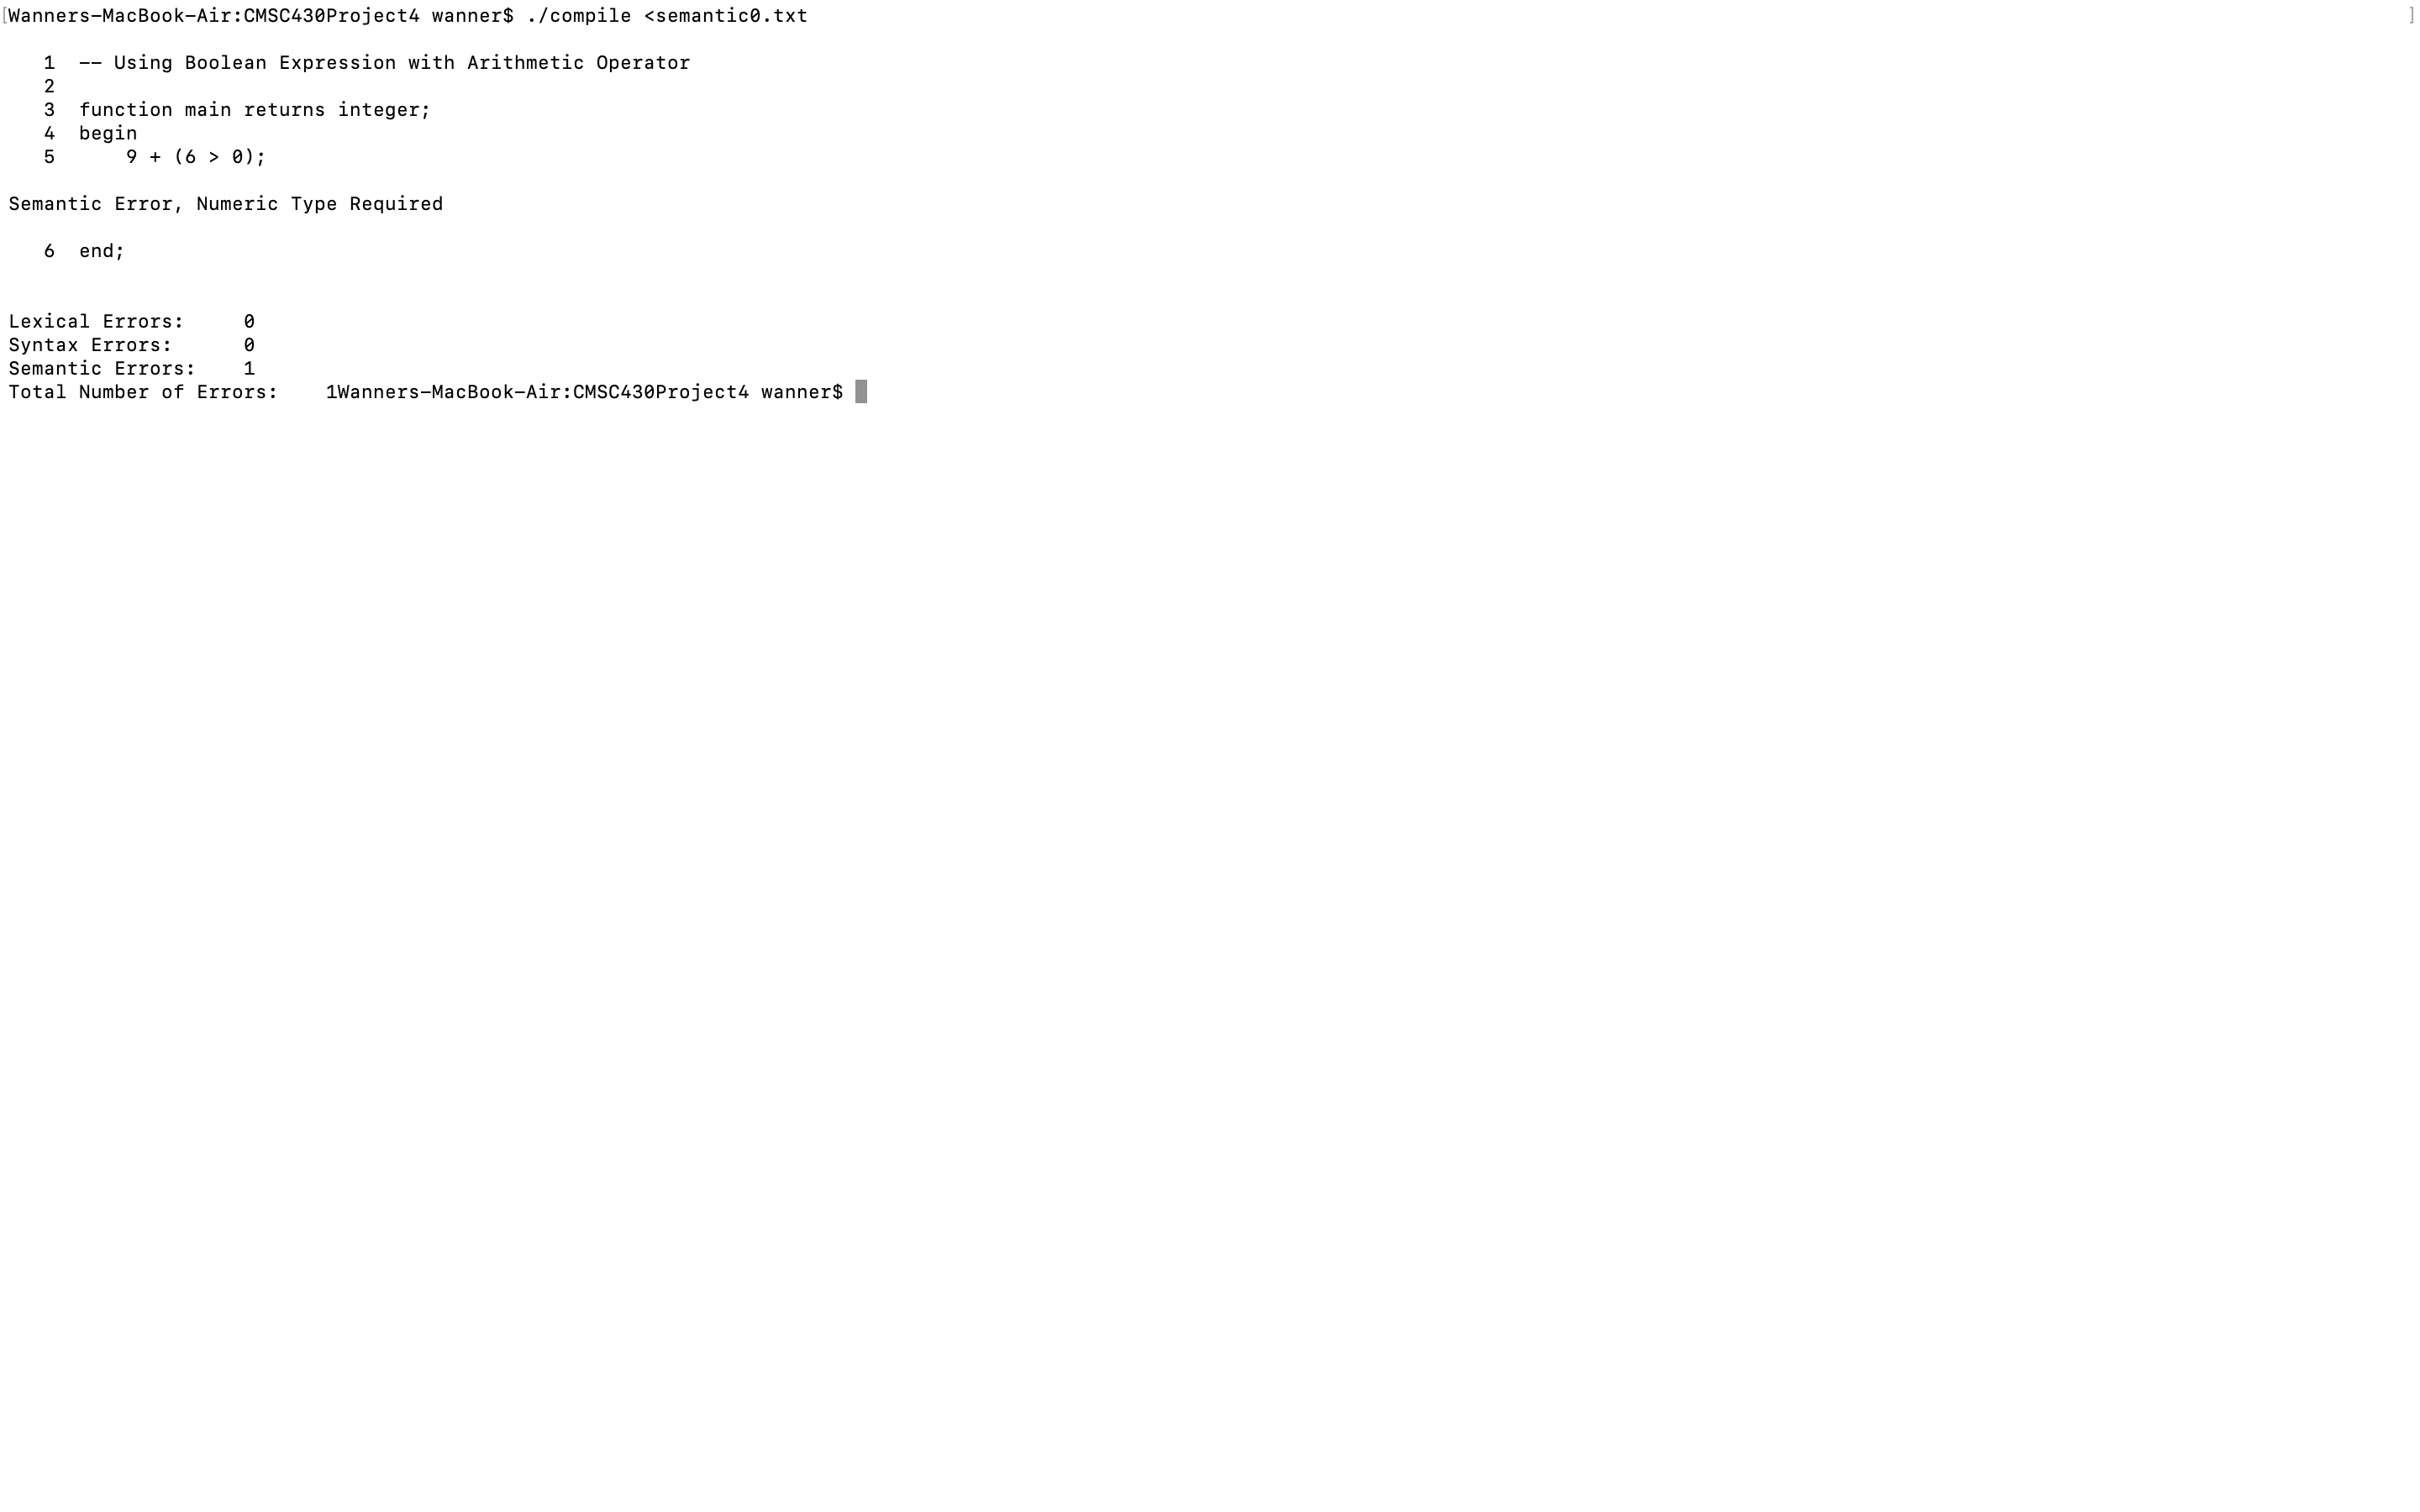 [Wanners-MacBook-Air:CMSC430Project4 wanner$ ./compile <semantic0.txt ]
1 -- Using Boolean Expression with Arithmetic Operator
2
3 function main returns integer;
4 begin
5 9 + (6 > 0);
Semantic Error, Numeric Type Required
6 end;
Lexical Errors: 0
Syntax Errors: 0
Semantic Errors: 1
Total Number of Errors: 1Wanners-MacBook-Air:CMSC430Project4 wanner$